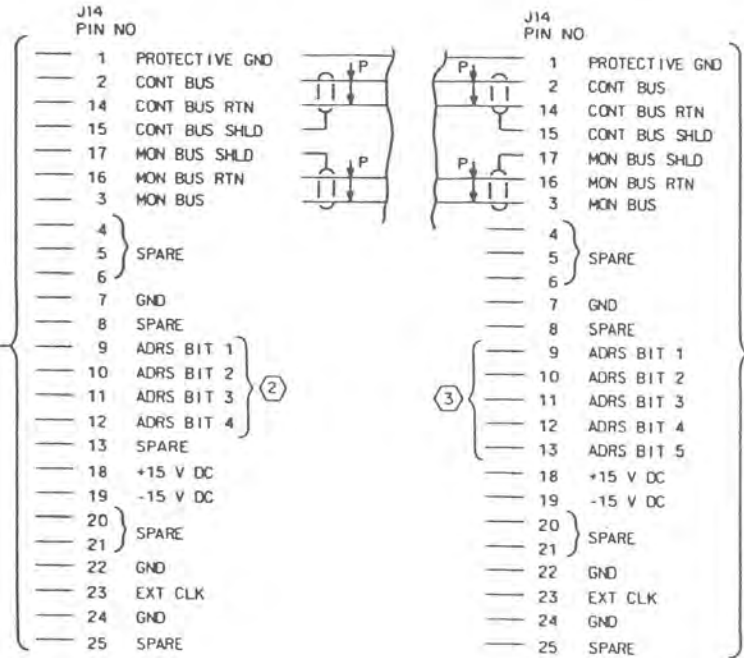 J14
PIN NO
1 PROTECTIVE GND
2 CONT BUS
14 CONT BUS RTN
15 CONT BUS SHLD
17 MON BUS SHLD
16 MON BUS RTN
3 MON BUS
4
5 SPARE
6
7 GND
8 SPARE
9 ADRS BIT 1
10 ADRS BIT 2
11 ADRS BIT 3
12 ADRS BIT 4
2
13 SPARE
18 +15 V DC
19 -15 V DC
20
SPARE
21
22 GND
23 EXT CLK
24 GND
25 SPARE
P
P
P
P
J14
PIN NO
1 PROTECTIVE GND
2 CONT BUS
14 CONT BUS RTN
15 CONT BUS SHLD
17 MON BUS SHLD
16 MON BUS RTN
3 MON BUS
4
5 SPARE
6
7 GND
8 SPARE
9 ADRS BIT 1
10 ADRS BIT 2
3
11 ADRS BIT 3
12 ADRS BIT 4
13 ADRS BIT 5
18 +15 V DC
19 -15 V DC
20
SPARE
21
22 GND
23 EXT CLK
24 GND
25 SPARE